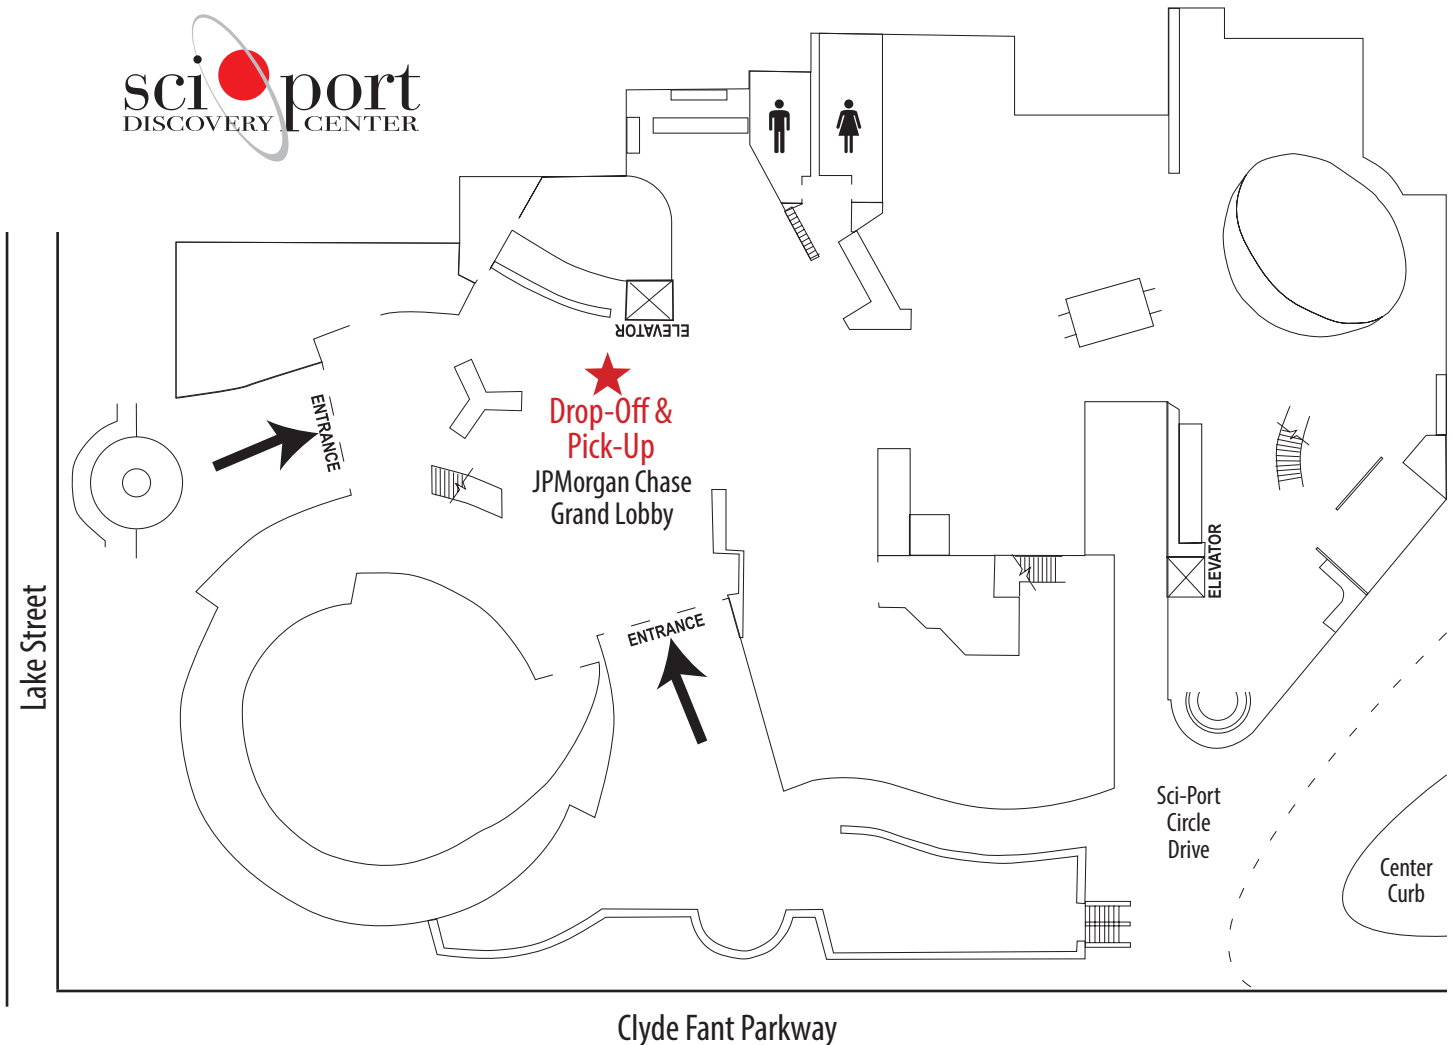 sci port
DISCOVERY CENTER
ELEVATOR
ENTRANCE
Drop-Off &
Pick-Up
JPMorgan Chase
Grand Lobby
ELEVATOR
ENTRANCE
Lake Street
Sci-Port
Circle
Drive
Center
Curb
Clyde Fant Parkway